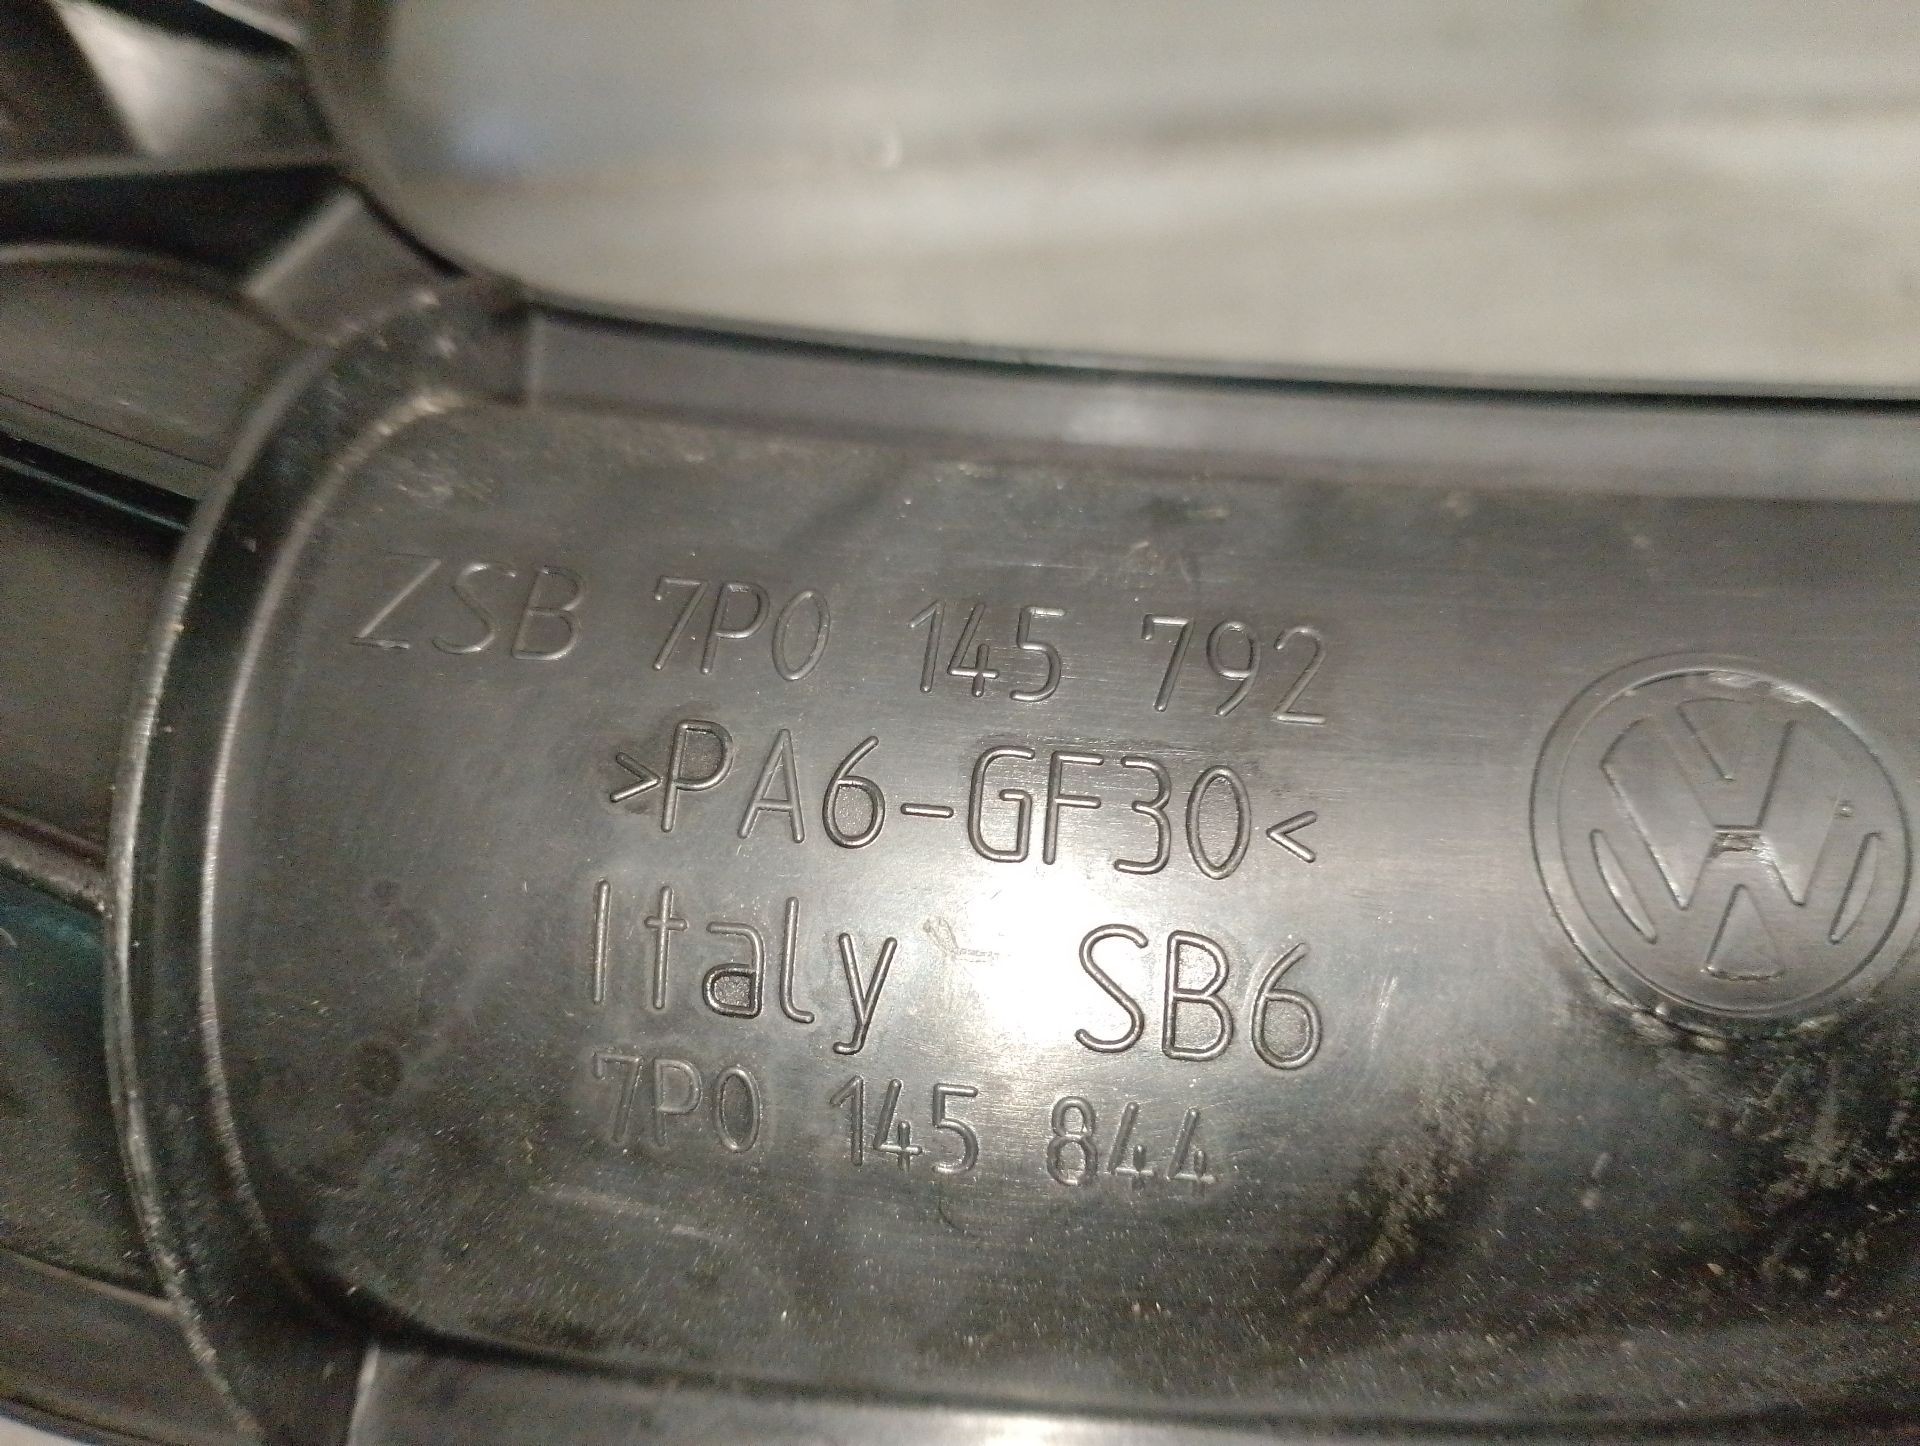 ZSB 7P0 145 792
>PA6-GF30<
Italy - SB6
7P0 145 844